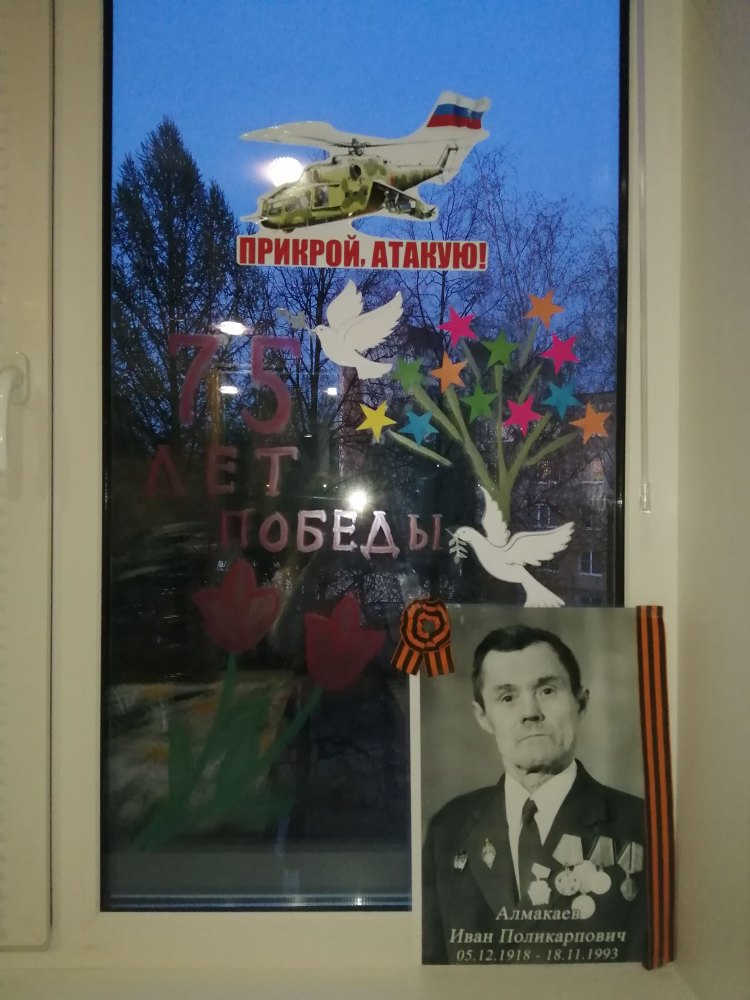 ПРИКРОЙ, АТАКУЮ!
75
ЛЕТ
ПОБЕДЫ
Алмакаев
Иван Поликарпович
05.12.1918 - 18.11.1993